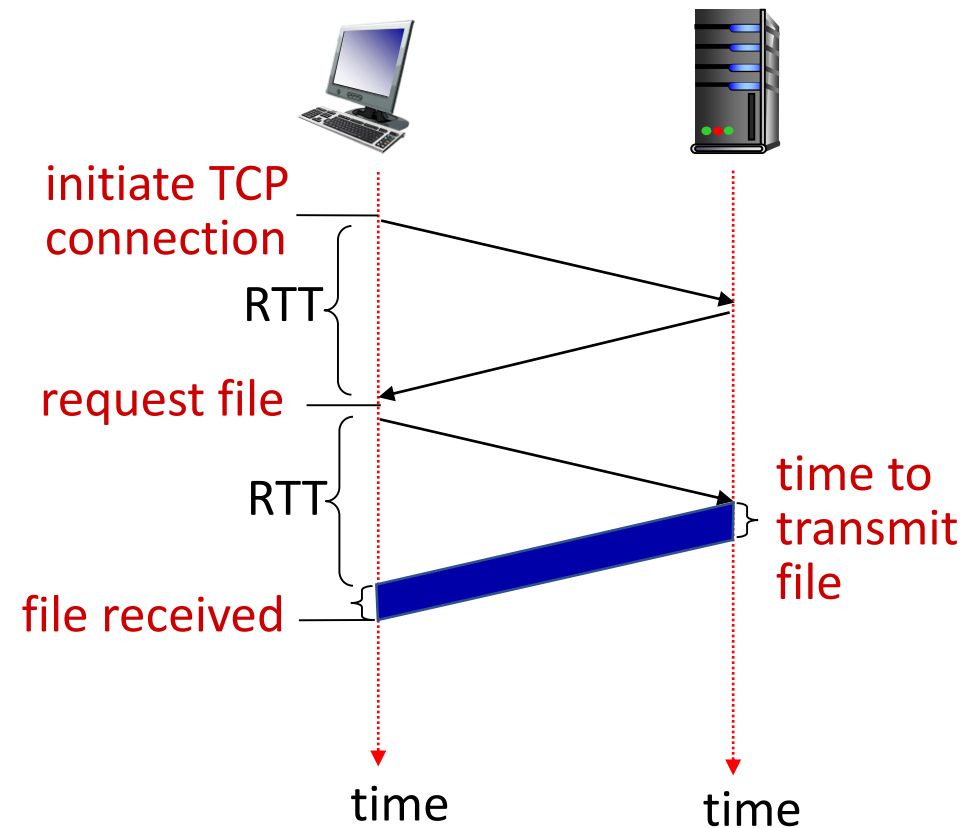 initiate TCP
connection
RTT
request file
RTT
time to
transmit
file
file received
time
time